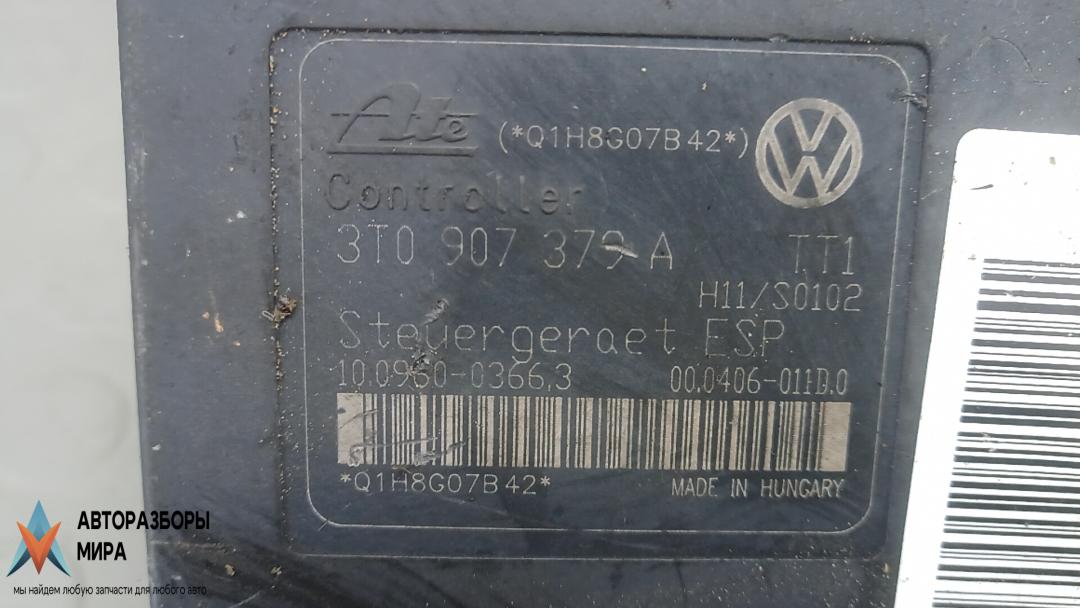 Ate (*Q1H8G07B42*)
Controller
3T0 907 379 A TT1
H11/S0102
Steuergeraet ESP
10.0960-0366.3 00.0406-011D.0
*Q1H8G07B42*
MADE IN HUNGARY
АВТОРАЗБОРЫ
МИРА
мы найдем любую запчасти для любого авто